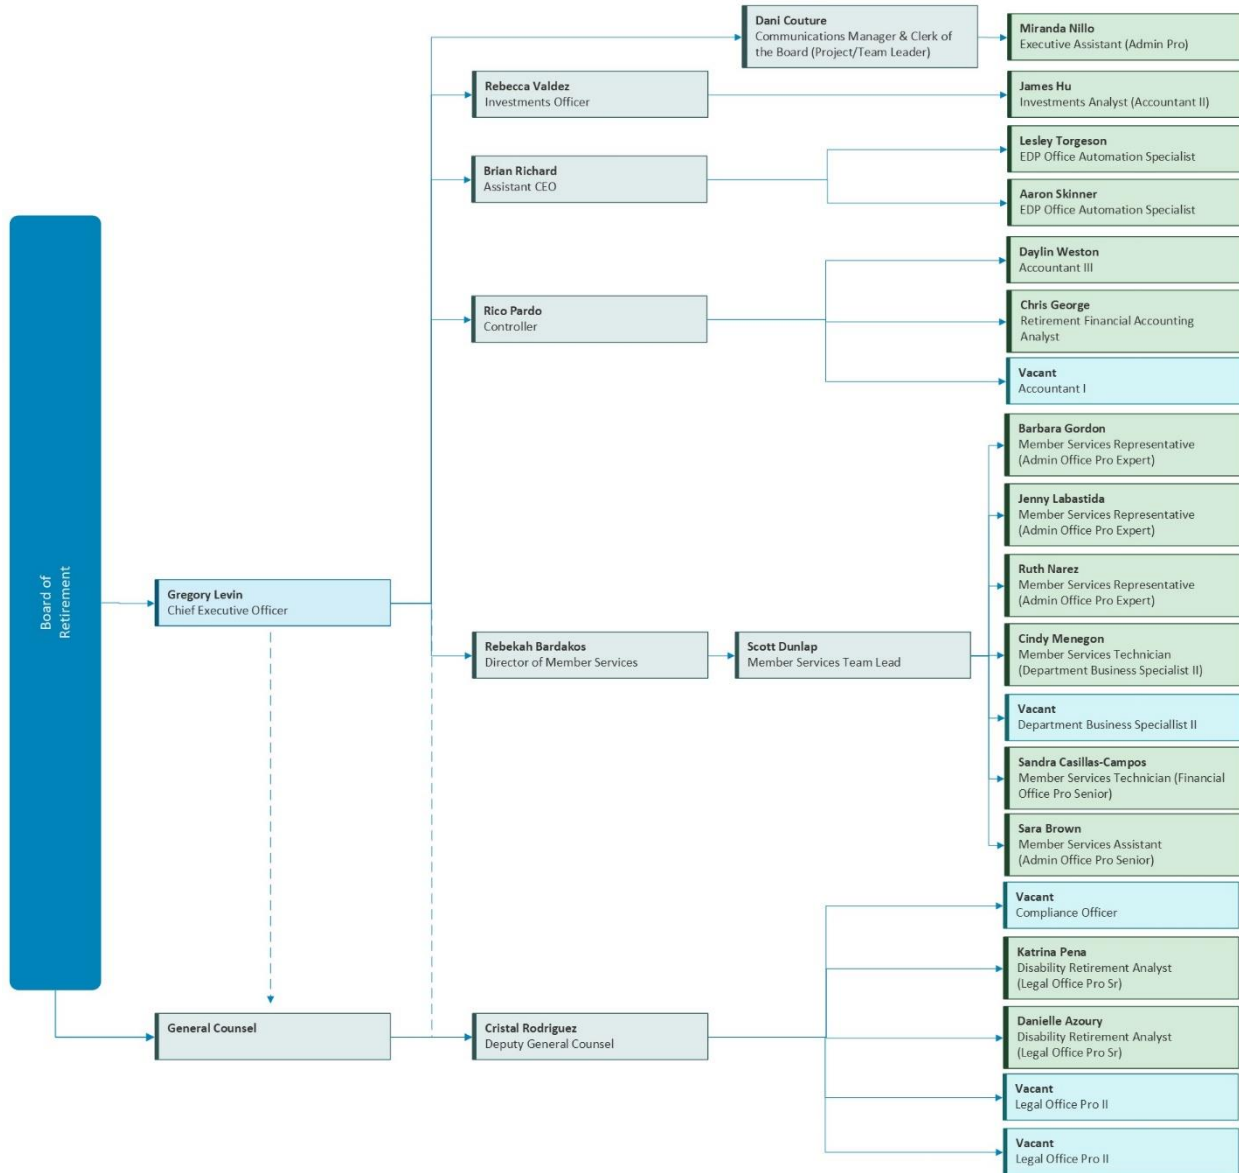 Board of
Retirement
Gregory Levin
Chief Executive Officer
General Counsel
Dani Couture
Communications Manager & Clerk of
the Board (Project/Team Leader)
Miranda Nillo
Executive Assistant (Admin Pro)
Rebecca Valdez
Investments Officer
James Hu
Investments Analyst (Accountant II)
Brian Richard
Assistant CEO
Lesley Torgeson
EDP Office Automation Specialist
Aaron Skinner
EDP Office Automation Specialist
Rico Pardo
Controller
Daylin Weston
Accountant III
Chris George
Retirement Financial Accounting
Analyst
Vacant
Accountant I
Rebekah Bardakos
Director of Member Services
Scott Dunlap
Member Services Team Lead
Barbara Gordon
Member Services Representative
(Admin Office Pro Expert)
Jenny Labastida
Member Services Representative
(Admin Office Pro Expert)
Ruth Narez
Member Services Representative
(Admin Office Pro Expert)
Cindy Menegon
Member Services Technician
(Department Business Specialist II)
Vacant
Department Business Speciallist II
Sandra Casillas-Campos
Member Services Technician (Financial
Office Pro Senior)
Sara Brown
Member Services Assistant
(Admin Office Pro Senior)
Cristal Rodriguez
Deputy General Counsel
Vacant
Compliance Officer
Katrina Pena
Disability Retirement Analyst
(Legal Office Pro Sr)
Danielle Azoury
Disability Retirement Analyst
(Legal Office Pro Sr)
Vacant
Legal Office Pro II
Vacant
Legal Office Pro II